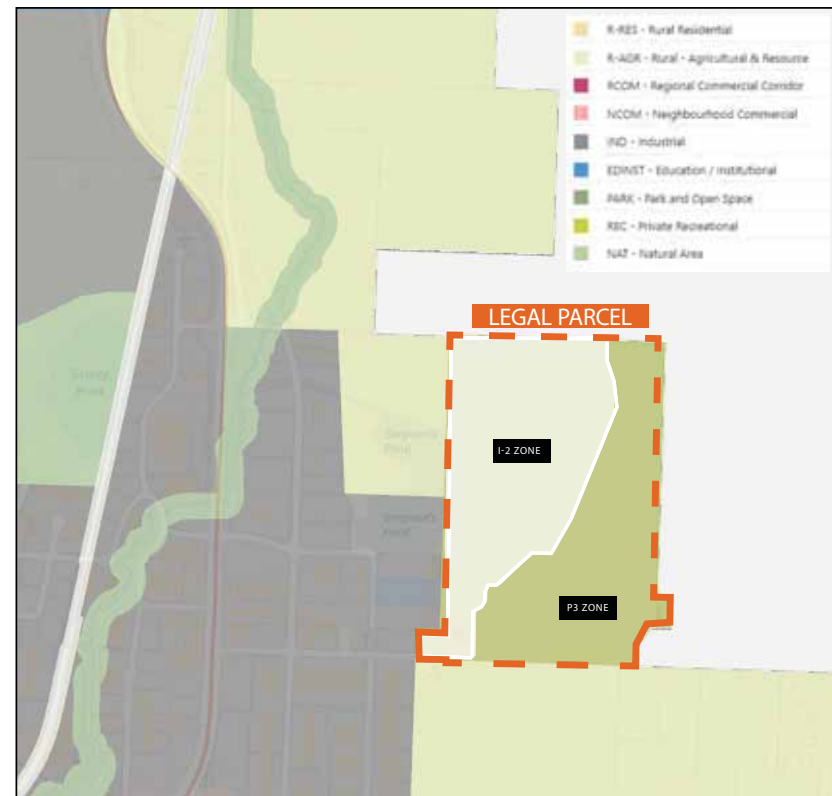 R-RES - Rural Residential
R-AGR - Rural - Agricultural & Resource
RCOM - Regional Commercial Corridor
NCOM - Neighbourhood Commercial
IND - Industrial
EDINST - Education / Institutional
PARK - Park and Open Space
REC - Private Recreational
NAT - Natural Area
LEGAL PARCEL
I-2 ZONE
P3 ZONE